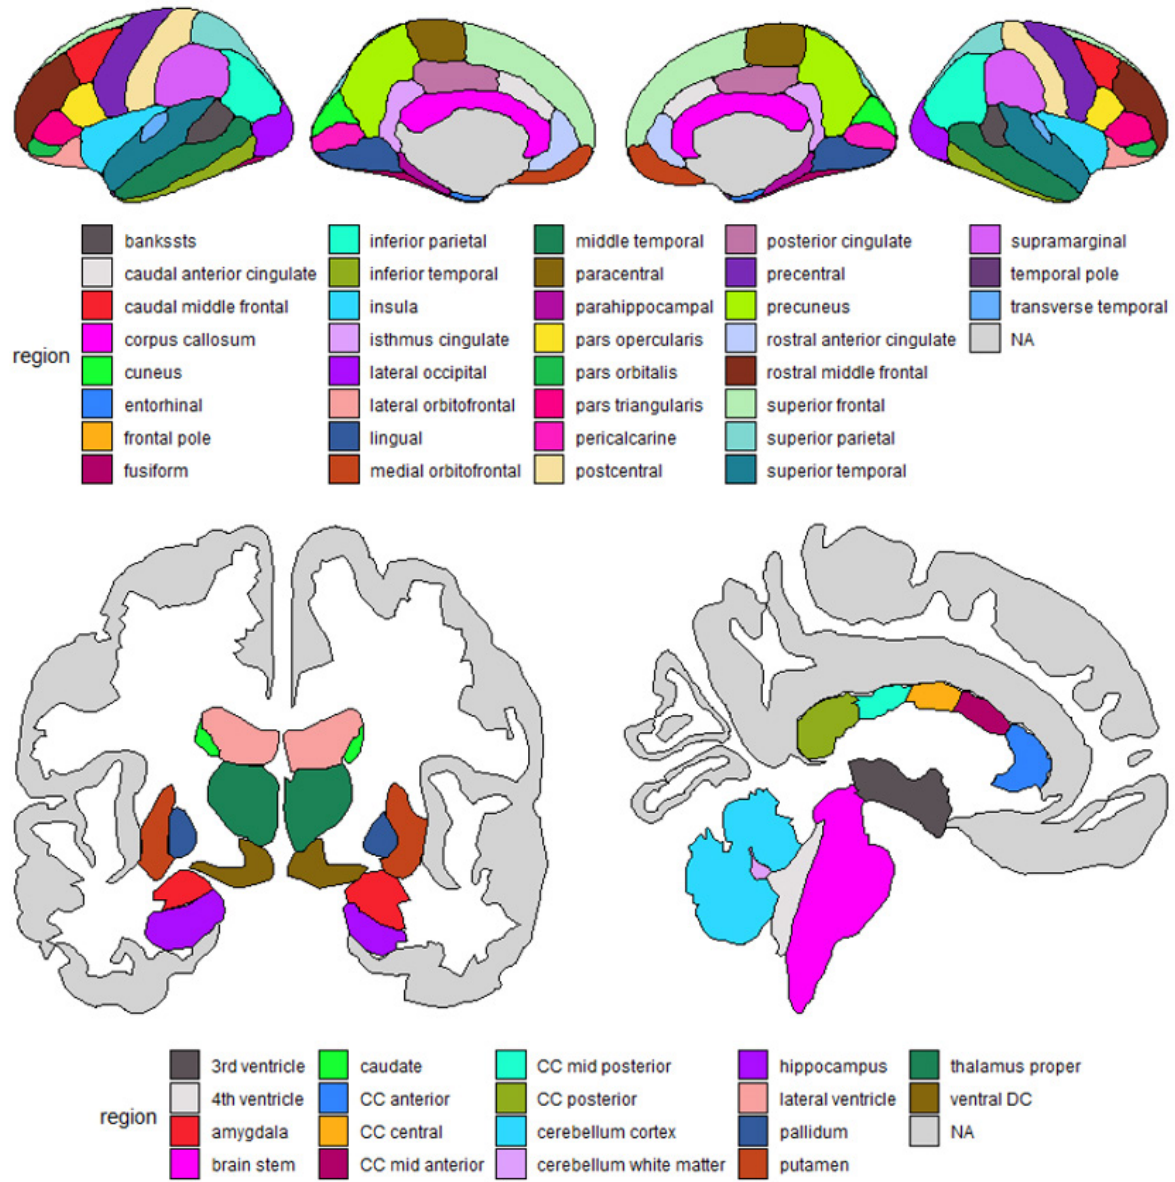 bankssts
caudal anterior cingulate
caudal middle frontal
corpus callosum
cuneus
entorhinal
frontal pole
fusiform
inferior parietal
inferior temporal
insula
isthmus cingulate
lateral occipital
lateral orbitofrontal
lingual
medial orbitofrontal
middle temporal
paracentral
parahippocampal
pars opercularis
pars orbitalis
pars triangularis
pericalcarine
postcentral
posterior cingulate
precentral
precuneus
rostral anterior cingulate
rostral middle frontal
superior frontal
superior parietal
superior temporal
supramarginal
temporal pole
transverse temporal
NA
region
3rd ventricle
4th ventricle
amygdala
brain stem
caudate
CC anterior
CC central
CC mid anterior
CC mid posterior
CC posterior
cerebellum cortex
cerebellum white matter
hippocampus
lateral ventricle
pallidum
putamen
thalamus proper
ventral DC
NA
region